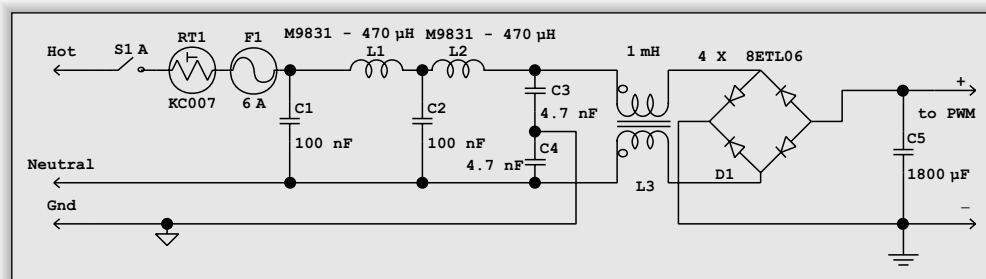 M9831 - 470 µH M9831 - 470 µH
Hot S1 A RT1 F1 L1 L2 1 mH 4 X 8ETL06
KC007 6 A
C1 C2 C3
100 nF 100 nF 4.7 nF
C4
4.7 nF
+
to PWM
C5
1800 µF
Neutral
L3 D1
Gnd
−